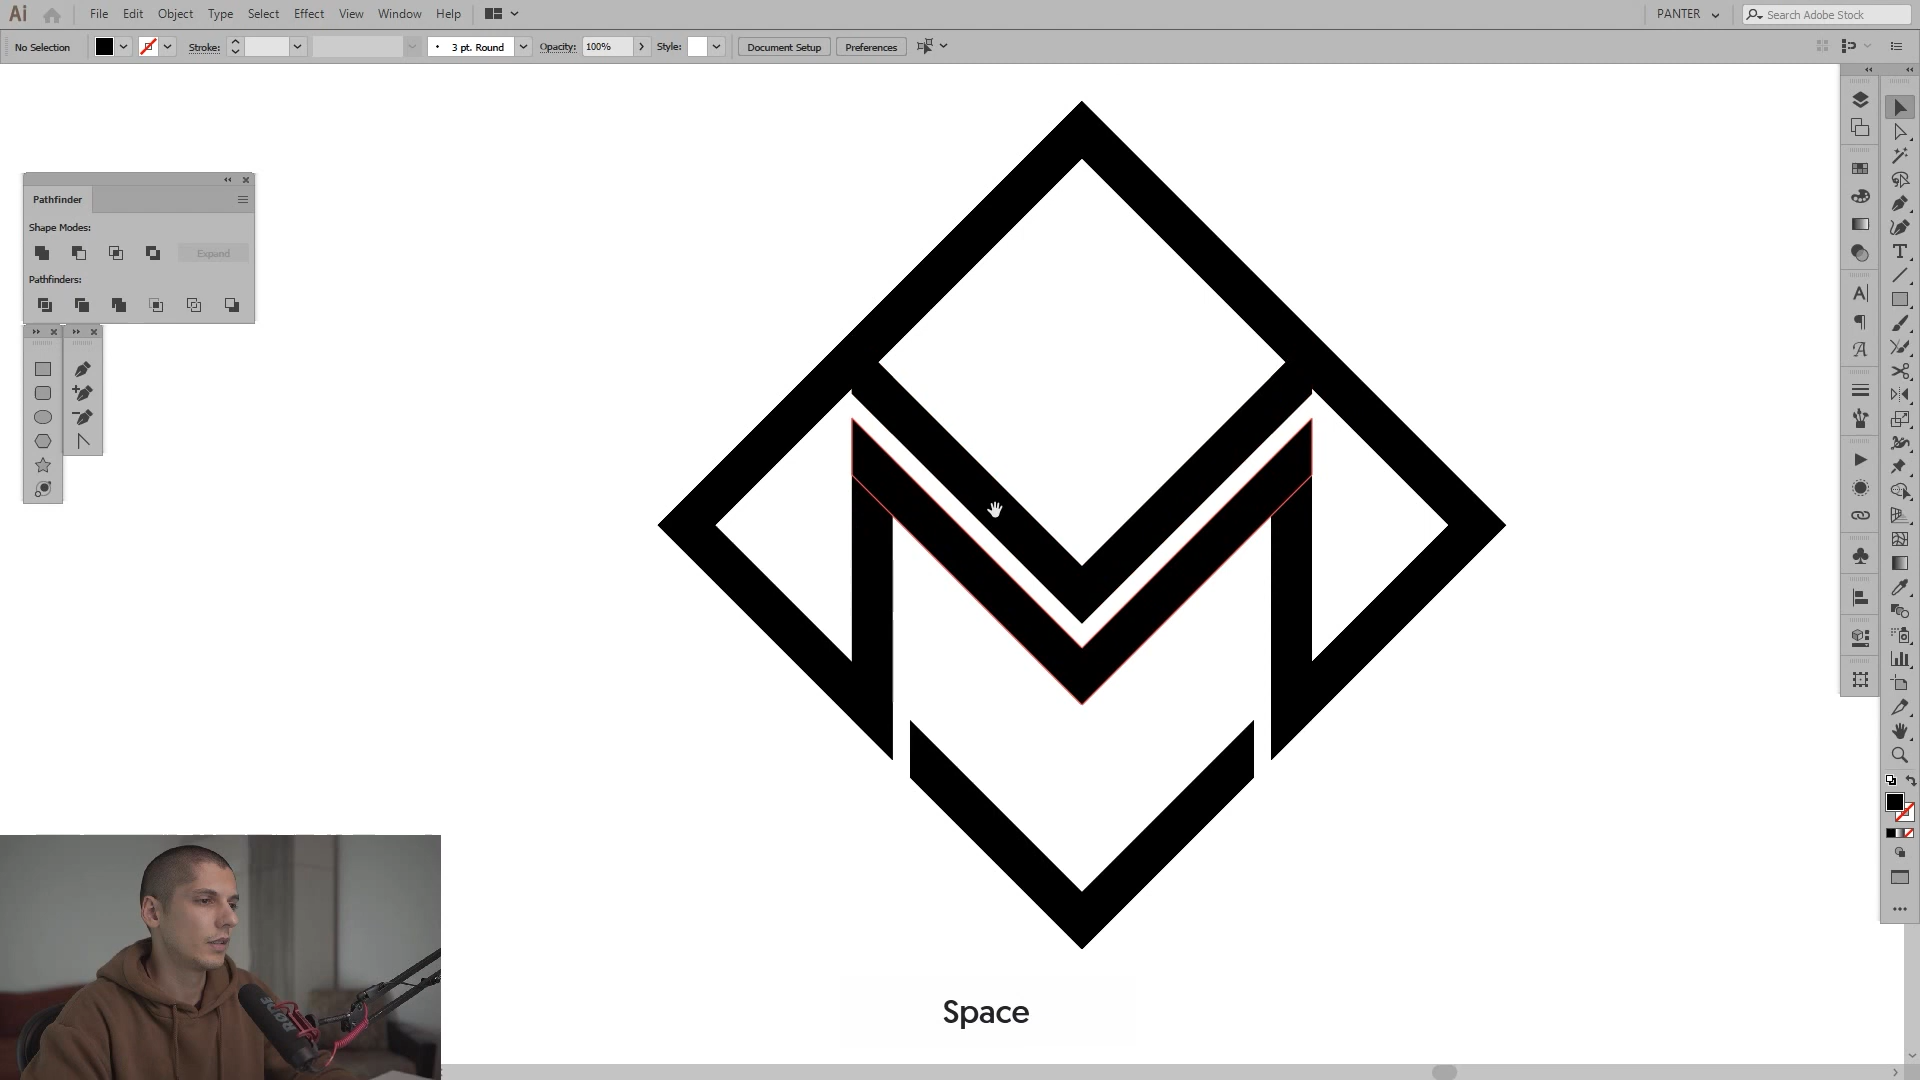 Ai File Edit Object Type Select Effect View Window Help PANTER Search Adobe Stock
No Selection Stroke: 3 pt. Round Opacity: 100% Style: Document Setup Preferences
Pathfinder
Shape Modes:
Expand
Pathfinders:
RODE
Space